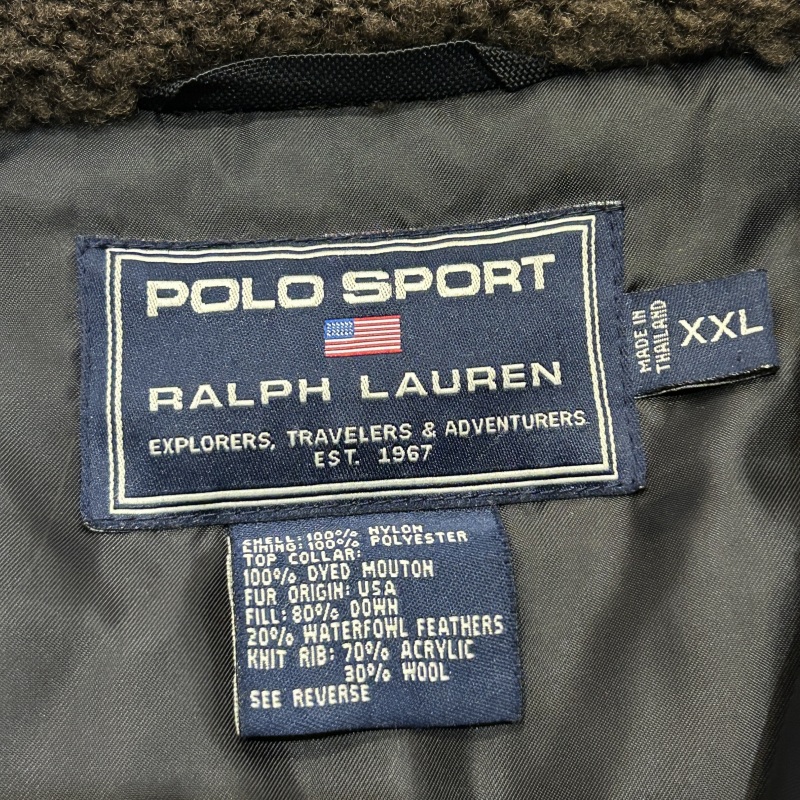 POLO SPORT
RALPH LAUREN
EXPLORERS, TRAVELERS & ADVENTURERS
EST. 1967
MADE IN
THAILAND
XXL
SHELL: 100% NYLON
LINING: 100% POLYESTER
TOP COLLAR:
100% DYED MOUTON
FUR ORIGIN: USA
FILL: 80% DOWN
20% WATERFOWL FEATHERS
KNIT RIB: 70% ACRYLIC
30% WOOL
SEE REVERSE